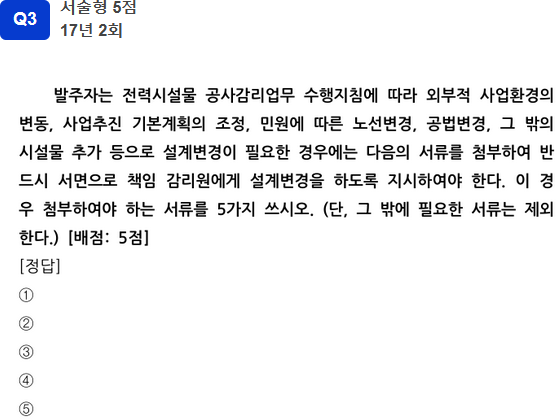 Q3
서술형 5점
17년 2회
발주자는 전력시설물 공사감리업무 수행지침에 따라 외부적 사업환경의
변동, 사업추진 기본계획의 조정, 민원에 따른 노선변경, 공법변경, 그 밖의
시설물 추가 등으로 설계변경이 필요한 경우에는 다음의 서류를 첨부하여 반
드시 서면으로 책임 감리원에게 설계변경을 하도록 지시하여야 한다. 이 경
우 첨부하여야 하는 서류를 5가지 쓰시오. (단, 그 밖에 필요한 서류는 제외
한다.) [배점: 5점]
[정답]
①
②
③
④
⑤